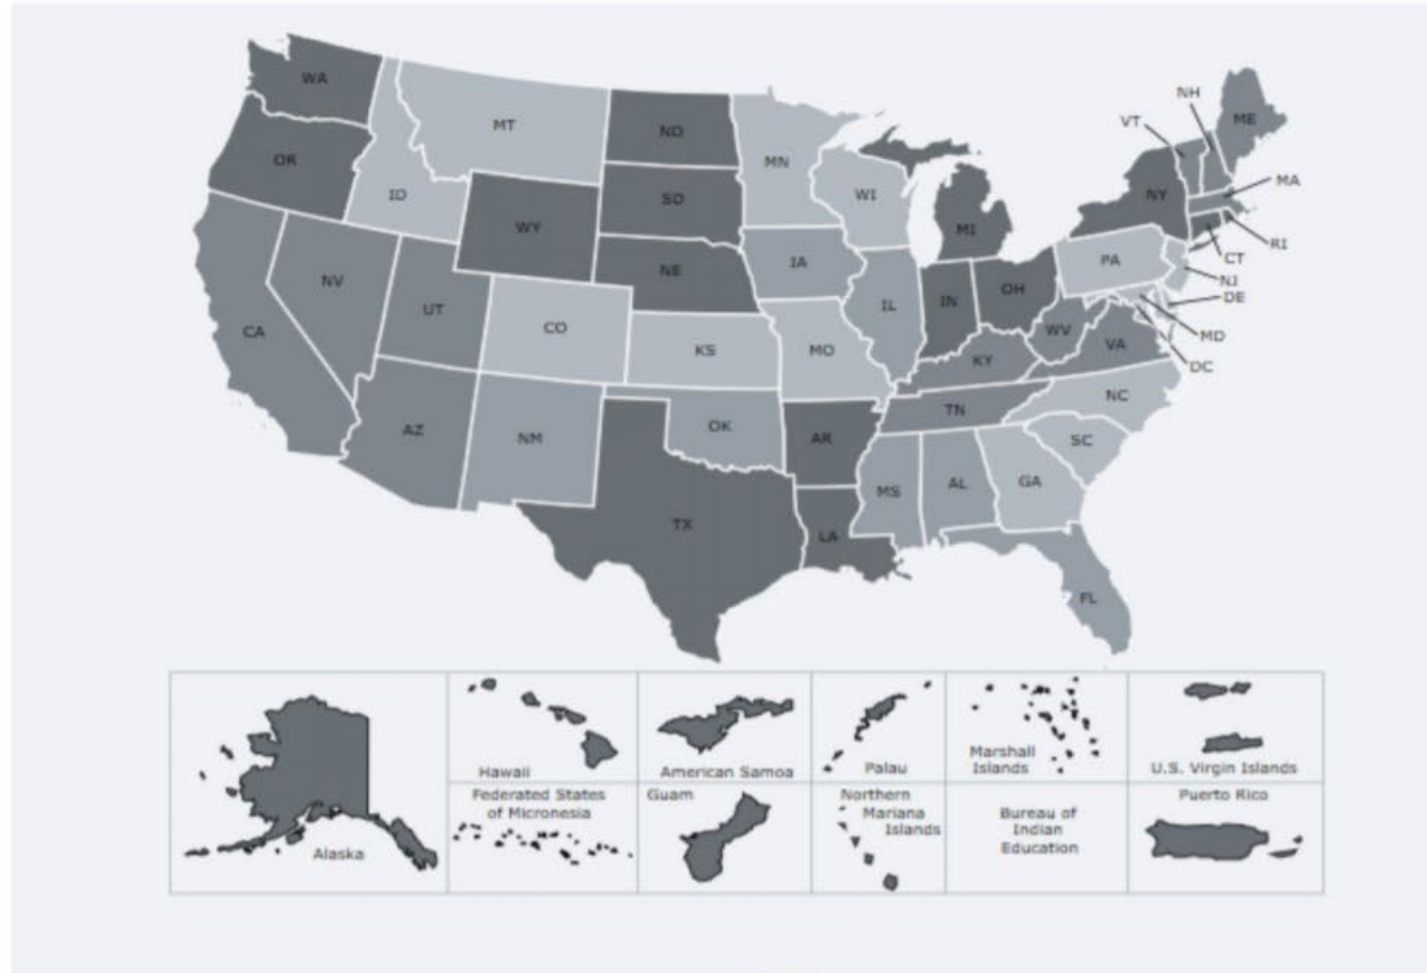 WA
OR
CA
NV
ID
MT
WY
UT
AZ
CO
NM
ND
SD
NE
KS
OK
TX
MN
IA
MO
AR
LA
WI
IL
MS
MI
IN
KY
TN
AL
OH
WV
VA
NC
SC
GA
FL
PA
NY
VT
NH
ME
MA
RI
CT
NJ
DE
MD
DC
Alaska
Hawaii
American Samoa
Palau
Marshall
Islands
U.S. Virgin Islands
Federated States
of Micronesia
Guam
Northern
Mariana
Islands
Bureau of
Indian
Education
Puerto Rico